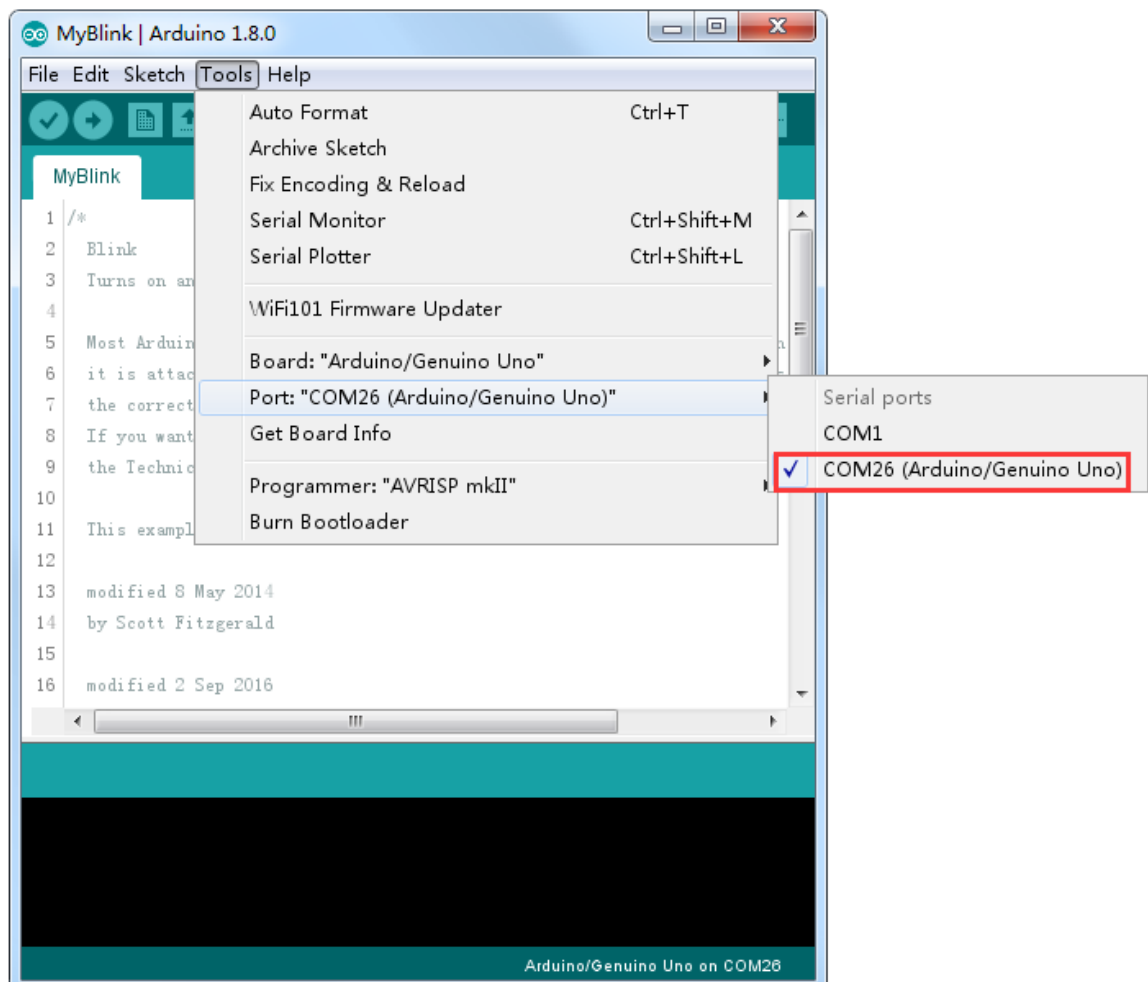 MyBlink | Arduino 1.8.0
File Edit Sketch Tools Help
Auto Format Ctrl+T
Archive Sketch
Fix Encoding & Reload
Serial Monitor Ctrl+Shift+M
Serial Plotter Ctrl+Shift+L
WiFi101 Firmware Updater
Board: "Arduino/Genuino Uno"
Port: "COM26 (Arduino/Genuino Uno)"
Get Board Info
Programmer: "AVRISP mkII"
Burn Bootloader
Serial ports
COM1
COM26 (Arduino/Genuino Uno)
MyBlink
1 /*
2 Blink
3 Turns on an
4
5 Most Arduin
6 it is attac
7 the correct
8 If you want
9 the Technic
10
11 This exampl
12
13 modified 8 May 2014
14 by Scott Fitzgerald
15
16 modified 2 Sep 2016
Arduino/Genuino Uno on COM26